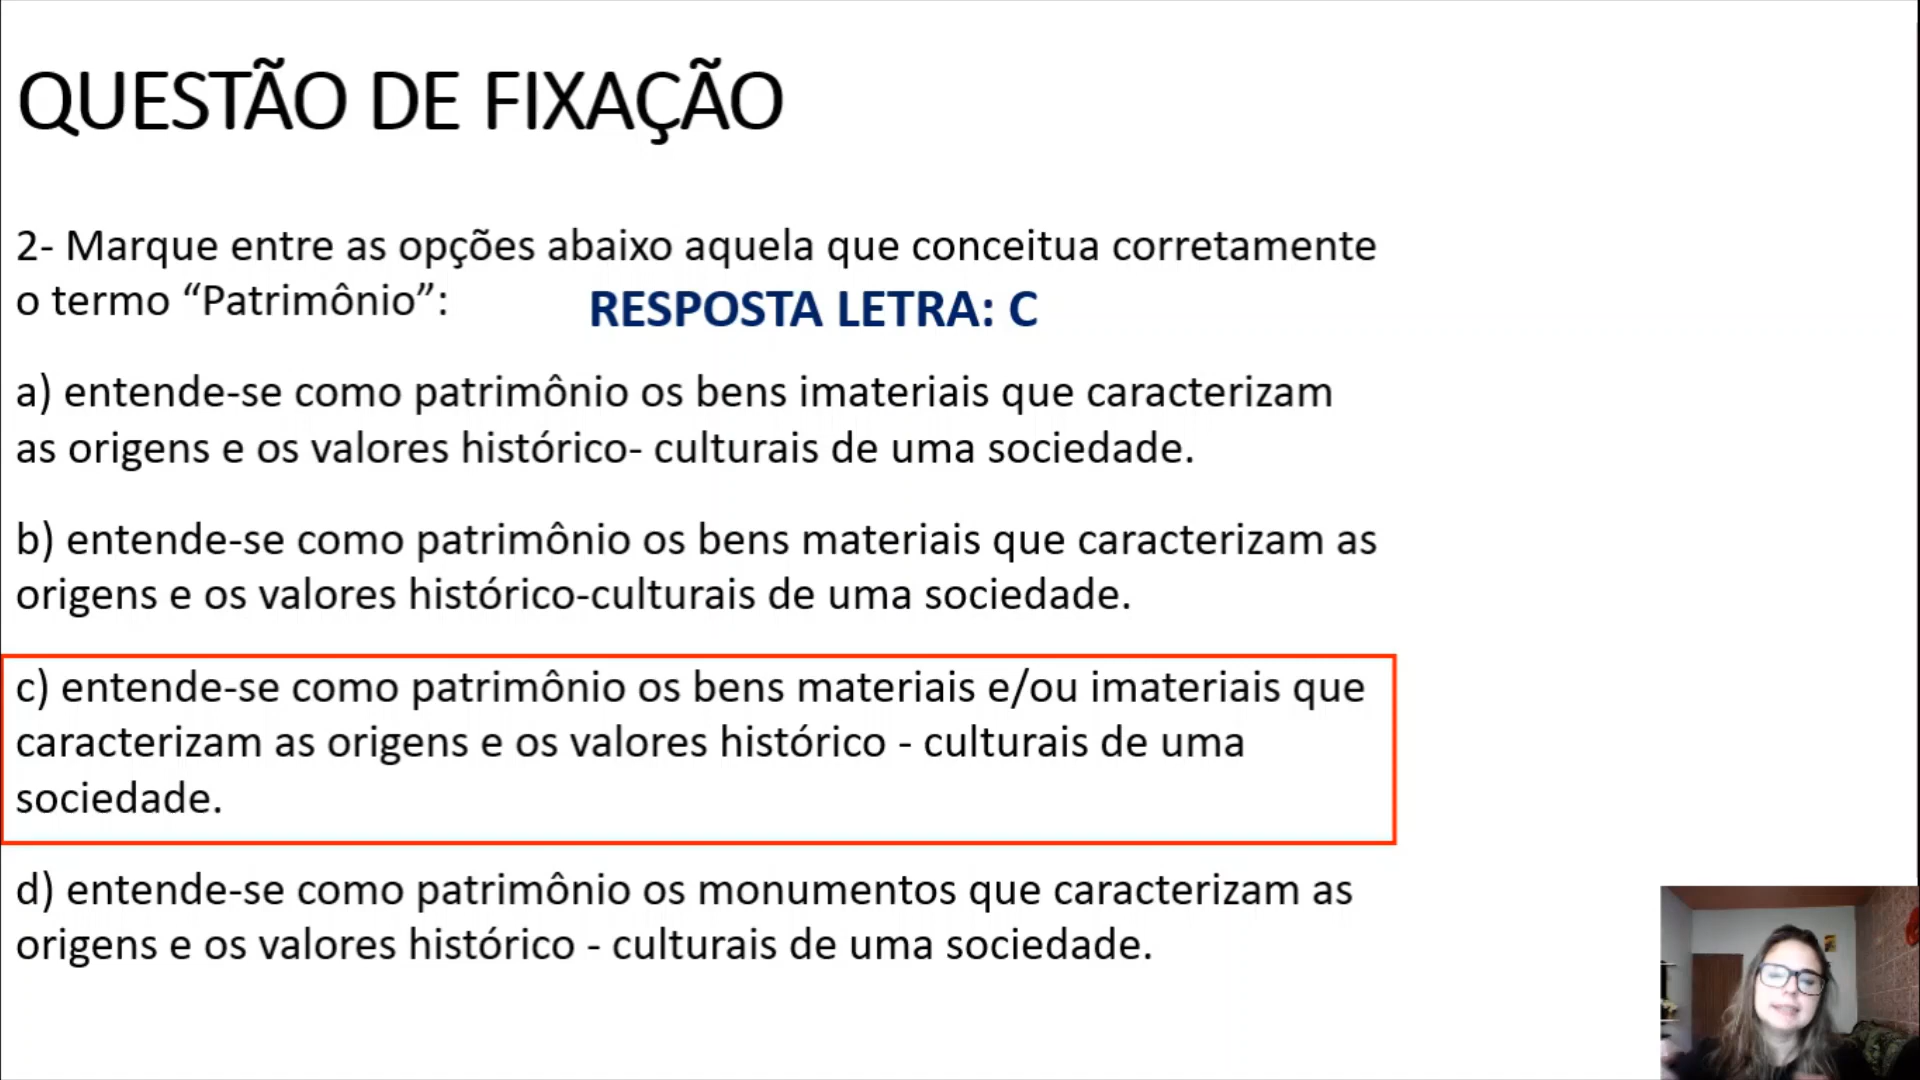 QUESTÃO DE FIXAÇÃO
2- Marque entre as opções abaixo aquela que conceitua corretamente
o termo “Patrimônio”:
RESPOSTA LETRA: C
a) entende-se como patrimônio os bens imateriais que caracterizam
as origens e os valores histórico- culturais de uma sociedade.
b) entende-se como patrimônio os bens materiais que caracterizam as
origens e os valores histórico-culturais de uma sociedade.
c) entende-se como patrimônio os bens materiais e/ou imateriais que
caracterizam as origens e os valores histórico - culturais de uma
sociedade.
d) entende-se como patrimônio os monumentos que caracterizam as
origens e os valores histórico - culturais de uma sociedade.